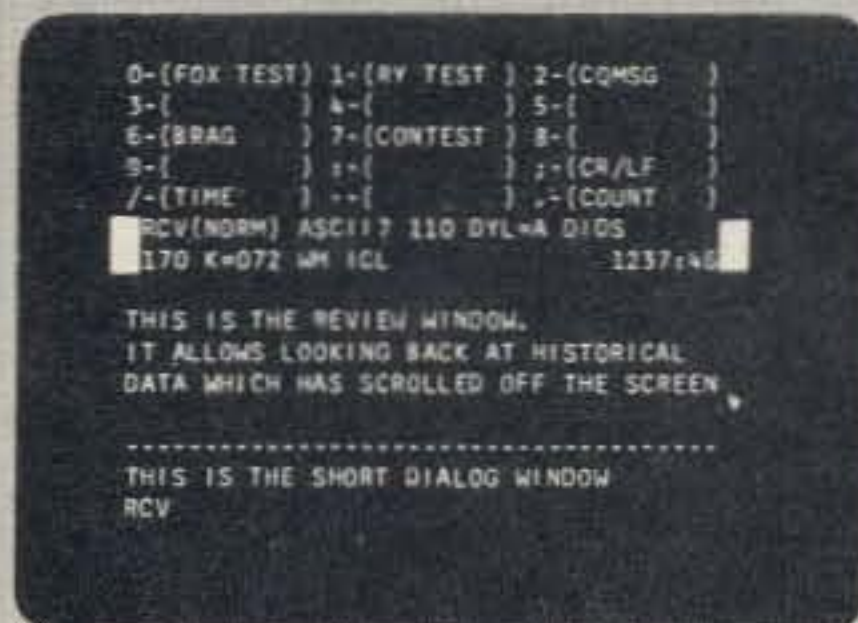 0-(FOX TEST) 1-(RY TEST ) 2-(CQMSG )
3-( ) 4-( ) 5-( )
6-(BRAG ) 7-(CONTEST ) 8-( )
9-( ) :-( ) ;-(CR/LF )
/-(TIME ) --( ) ,-(COUNT )
RCV(NORM) ASCII7 110 DYL=A DIDS
170 K=072 WM ICL 1237:46
THIS IS THE REVIEW WINDOW.
IT ALLOWS LOOKING BACK AT HISTORICAL
DATA WHICH HAS SCROLLED OFF THE SCREEN
----------------------------------------
THIS IS THE SHORT DIALOG WINDOW
RCV